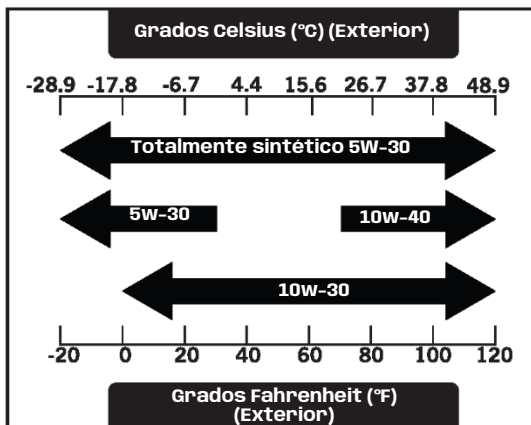 Grados Celsius (°C) (Exterior)
-28.9 -17.8 -6.7 4.4 15.6 26.7 37.8 48.9
Totalmente sintético 5W-30
5W-30 10W-40
10W-30
-20 0 20 40 60 80 100 120
Grados Fahrenheit (°F)
(Exterior)